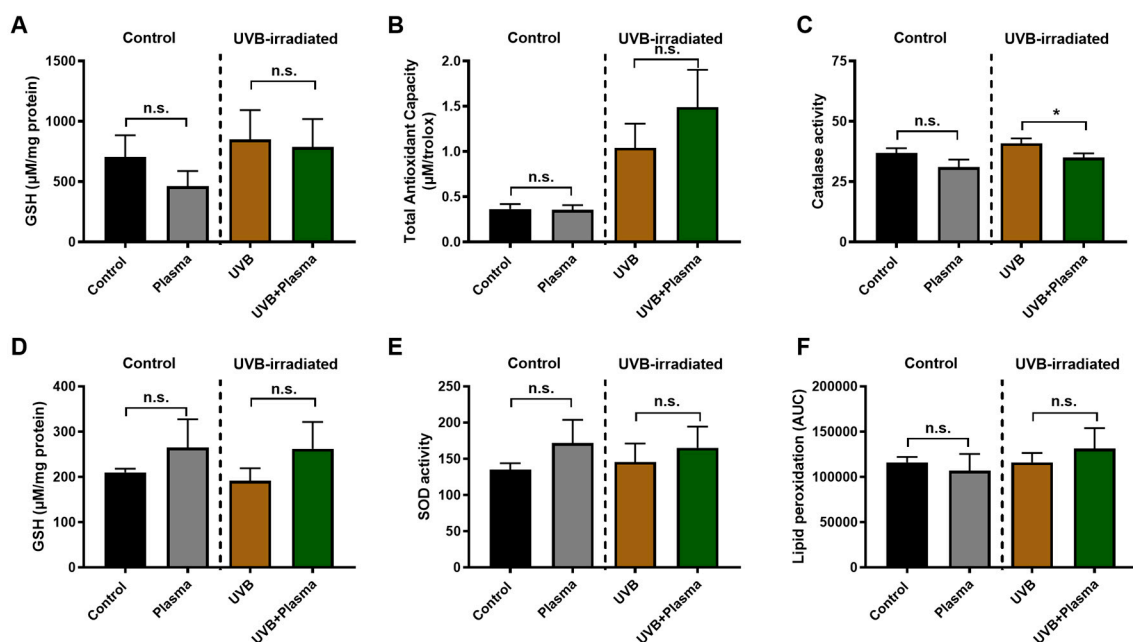 A
Control
UVB-irradiated
GSH (µM/mg protein)
1500
1000
500
0
n.s.
n.s.
Control
Plasma
UVB
UVB+Plasma
B
Control
UVB-irradiated
Total Antioxidant Capacity
(µM/trolox)
2.0
1.5
1.0
0.5
0.0
n.s.
n.s.
Control
Plasma
UVB
UVB+Plasma
C
Control
UVB-irradiated
Catalase activity
75
50
25
0
n.s.
*
Control
Plasma
UVB
UVB+Plasma
D
Control
UVB-irradiated
GSH (µM/mg protein)
400
300
200
100
0
n.s.
n.s.
Control
Plasma
UVB
UVB+Plasma
E
Control
UVB-irradiated
SOD activity
250
200
150
100
50
0
n.s.
n.s.
Control
Plasma
UVB
UVB+Plasma
F
Control
UVB-irradiated
Lipid peroxidation (AUC)
200000
150000
100000
50000
0
n.s.
n.s.
Control
Plasma
UVB
UVB+Plasma